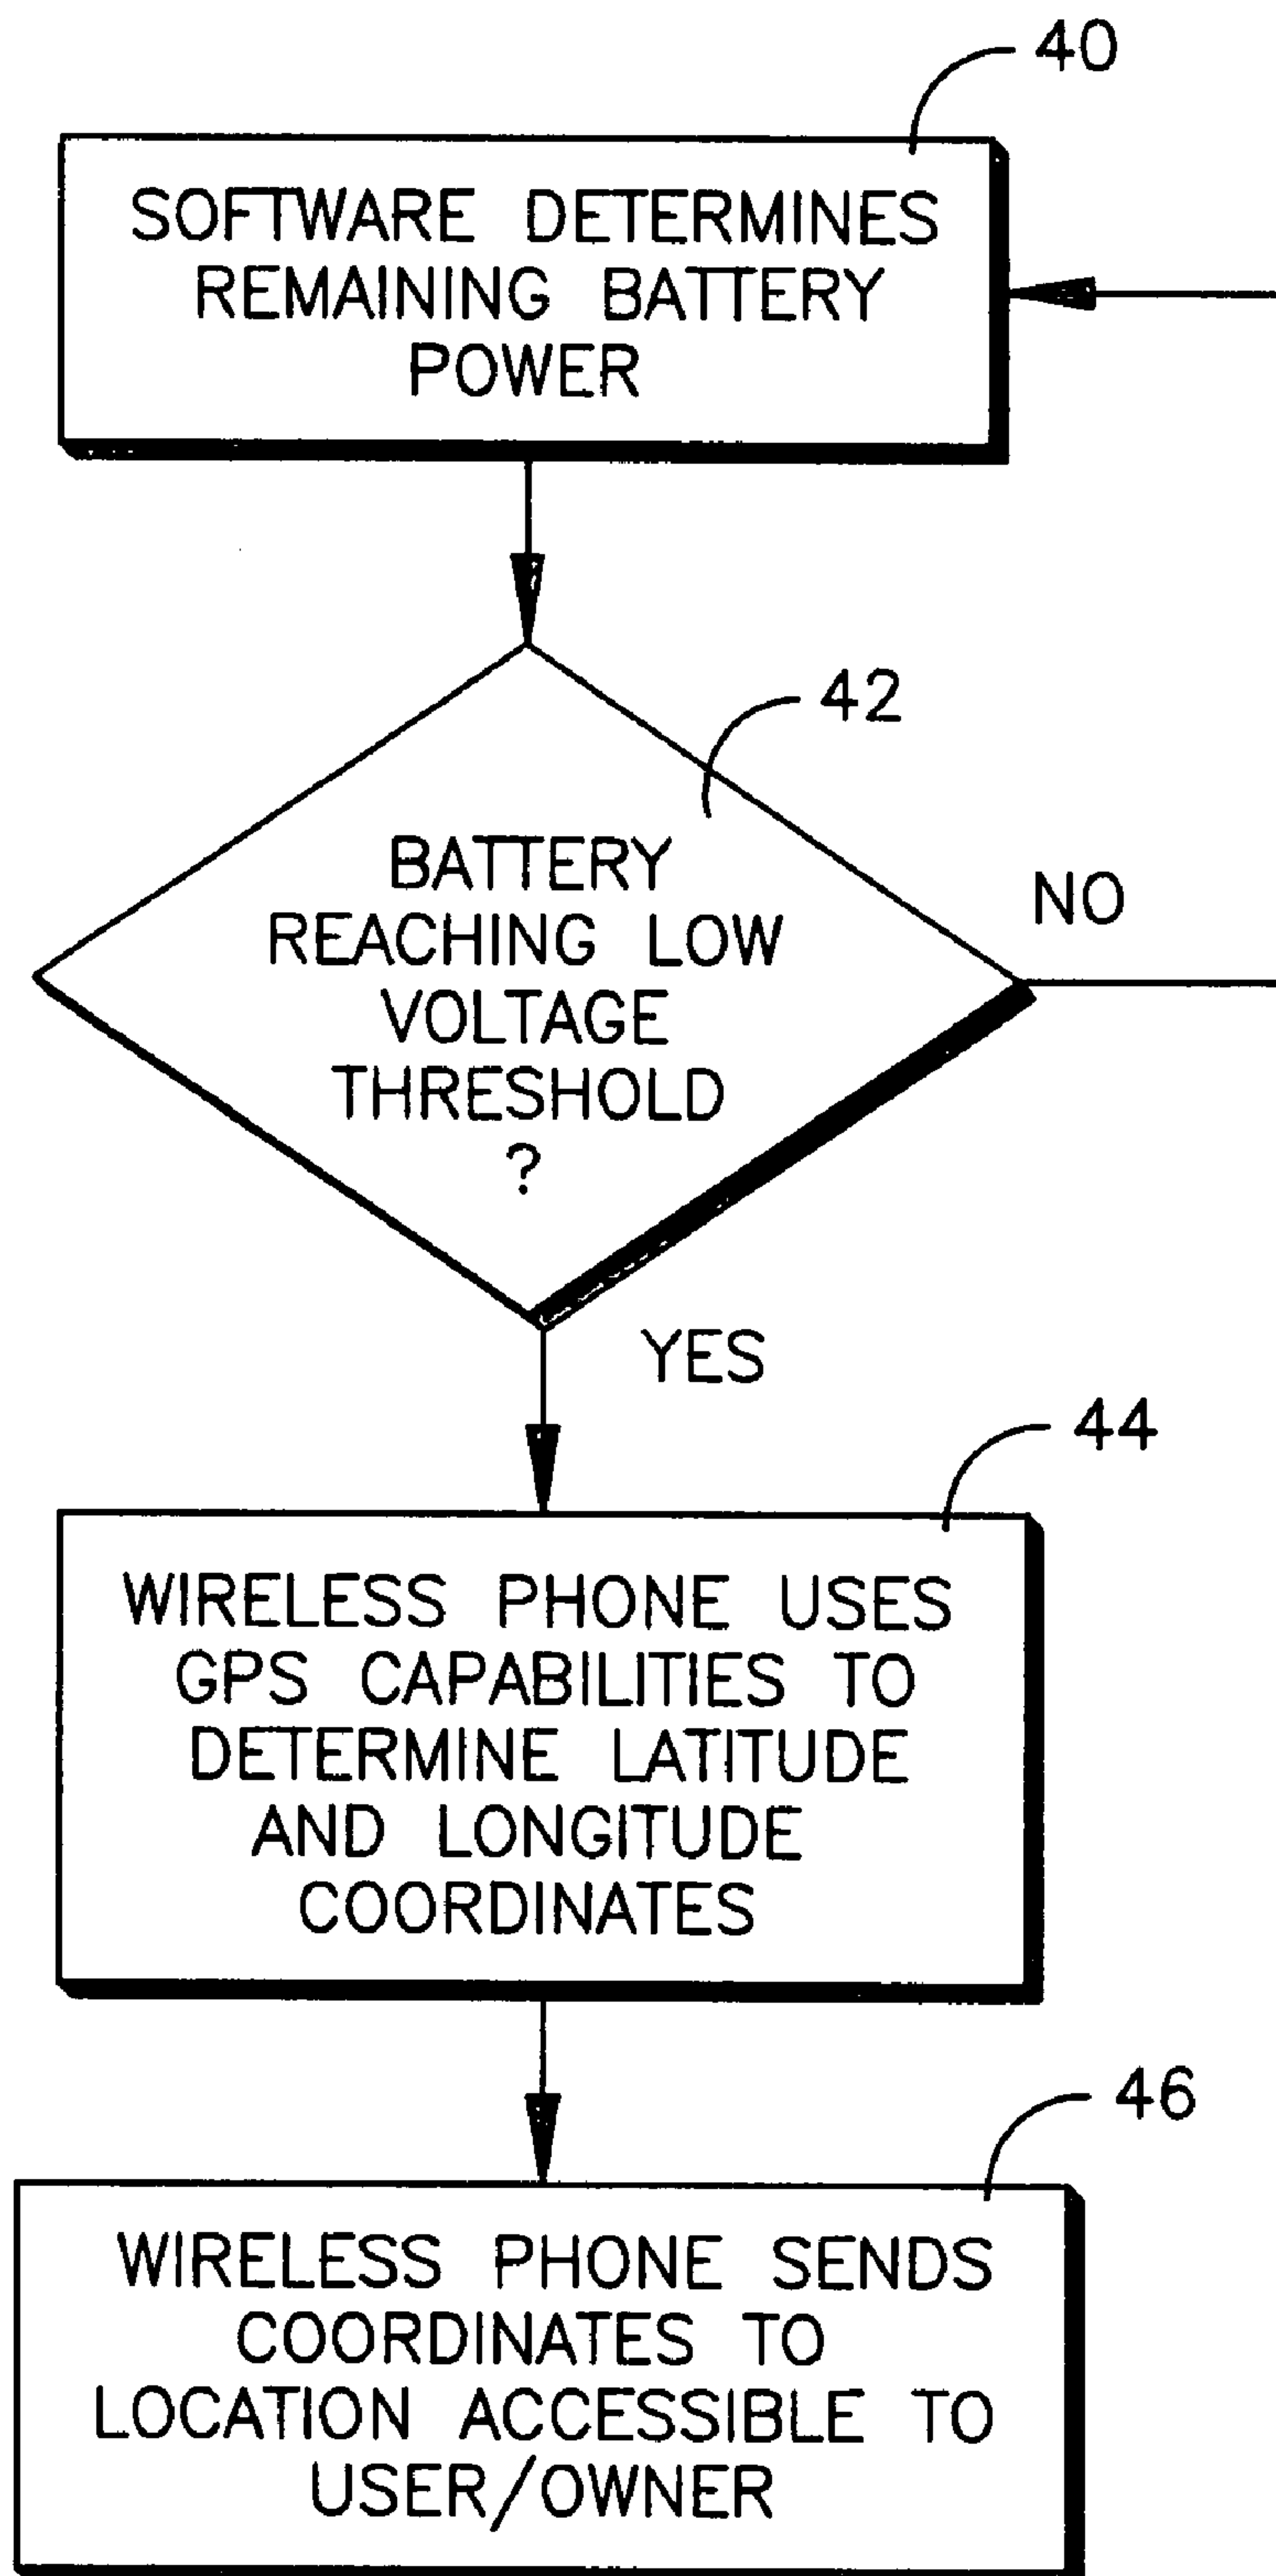 40
SOFTWARE DETERMINES
REMAINING BATTERY
POWER
42
BATTERY
REACHING LOW
VOLTAGE
THRESHOLD
?
NO
YES
44
WIRELESS PHONE USES
GPS CAPABILITIES TO
DETERMINE LATITUDE
AND LONGITUDE
COORDINATES
46
WIRELESS PHONE SENDS
COORDINATES TO
LOCATION ACCESSIBLE TO
USER/OWNER